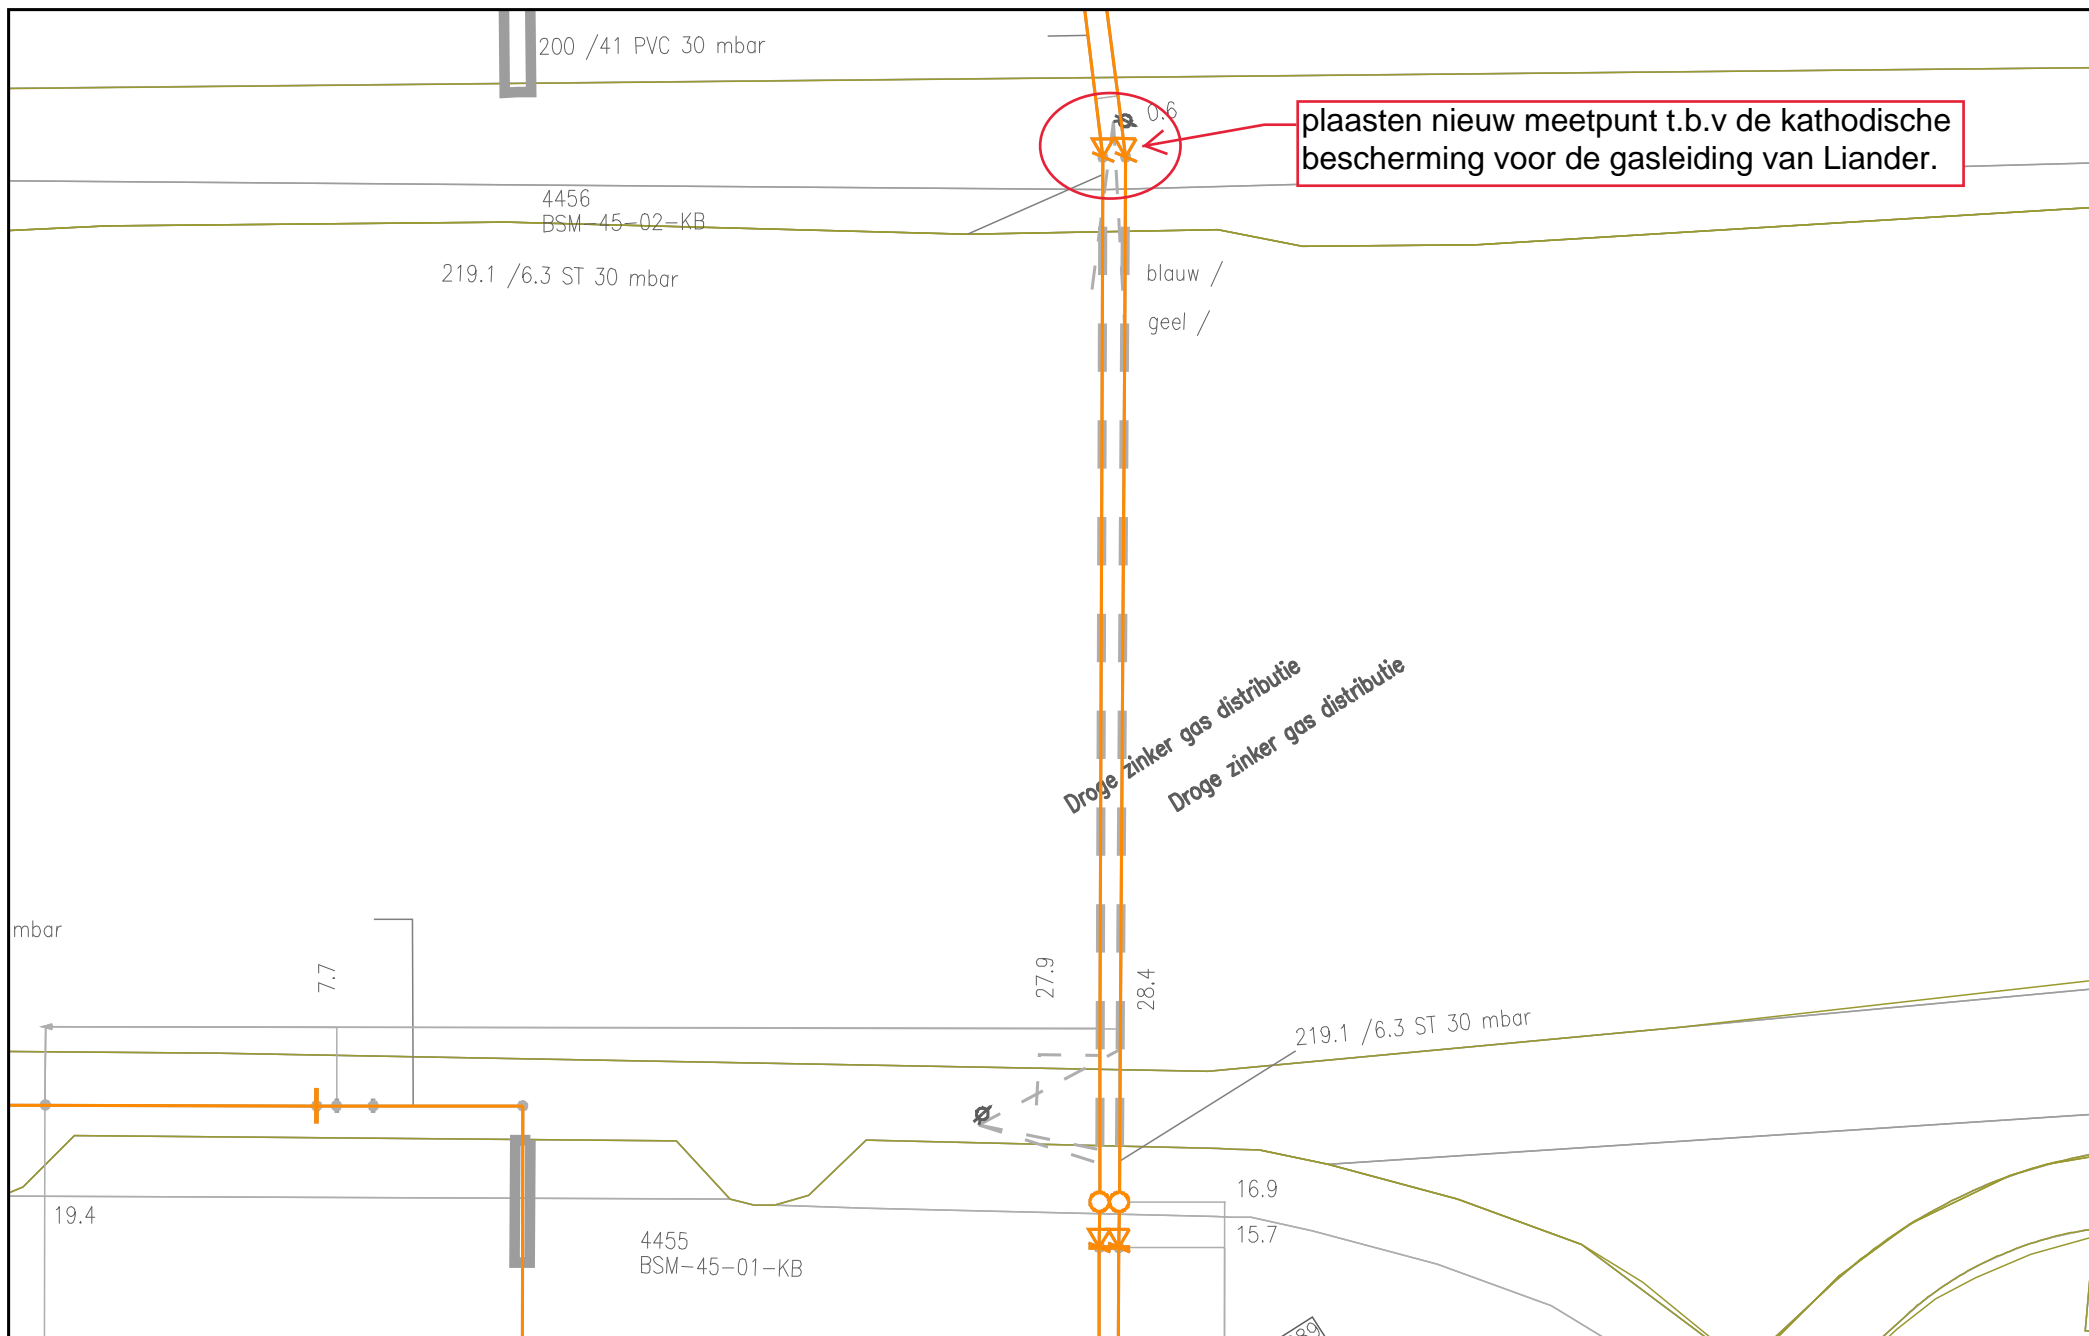 200 /41 PVC 30 mbar
0.6
plaasten nieuw meetpunt t.b.v de kathodische
bescherming voor de gasleiding van Liander.
4456
BSM-45-02-KB
219.1 /6.3 ST 30 mbar
blauw /
geel /
Droge zinker gas distributie
Droge zinker gas distributie
mbar
7.7
27.9
28.4
219.1 /6.3 ST 30 mbar
16.9
19.4
15.7
4455
BSM-45-01-KB